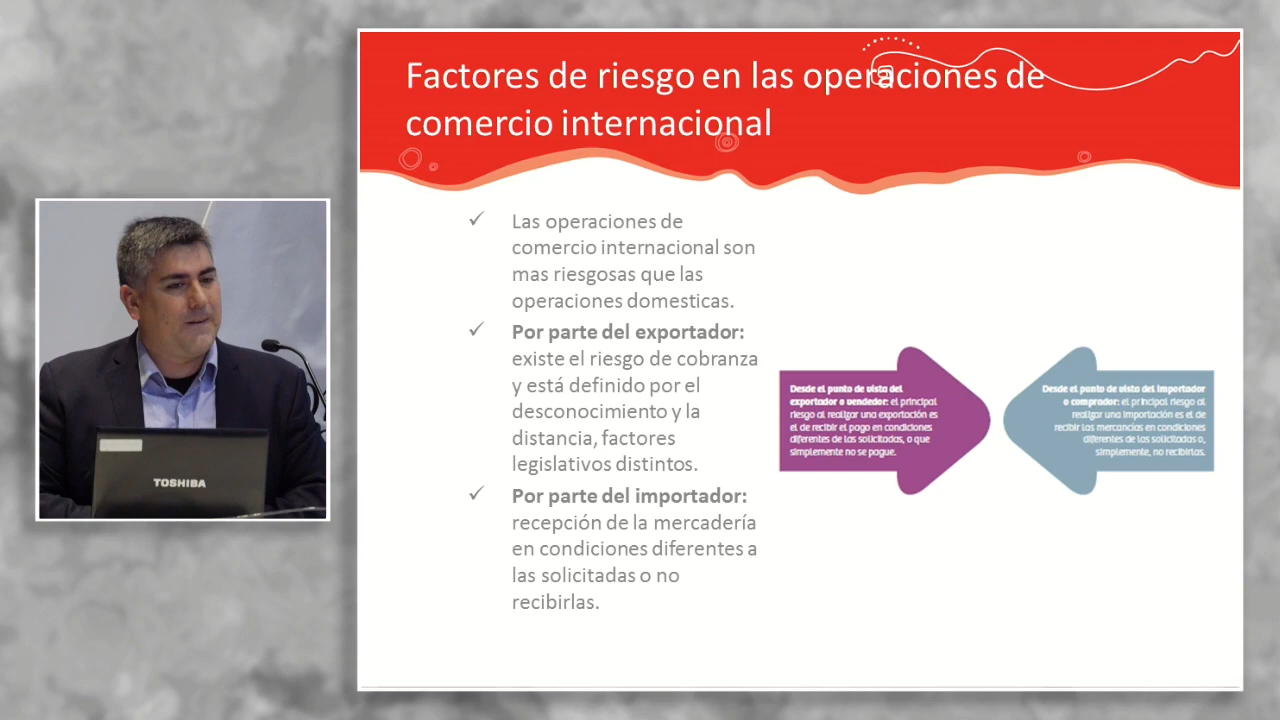 Factores de riesgo en las operaciones de
comercio internacional
Las operaciones de
comercio internacional son
mas riesgosas que las
operaciones domesticas.
Por parte del exportador:
existe el riesgo de cobranza
y está definido por el
desconocimiento y la
distancia, factores
legislativos distintos.
Por parte del importador:
recepción de la mercadería
en condiciones diferentes a
las solicitadas o no
recibirlas.
Desde el punto de vista del
exportador o vendedor: el principal
riesgo al realizar una exportación es
el de recibir el pago en condiciones
diferentes de las solicitadas, o que
simplemente no se pague.
Desde el punto de vista del importador
o comprador: el principal riesgo al
realizar una importación es el de
recibir las mercancías en condiciones
diferentes de las solicitadas o,
simplemente, no recibirlas.
TOSHIBA